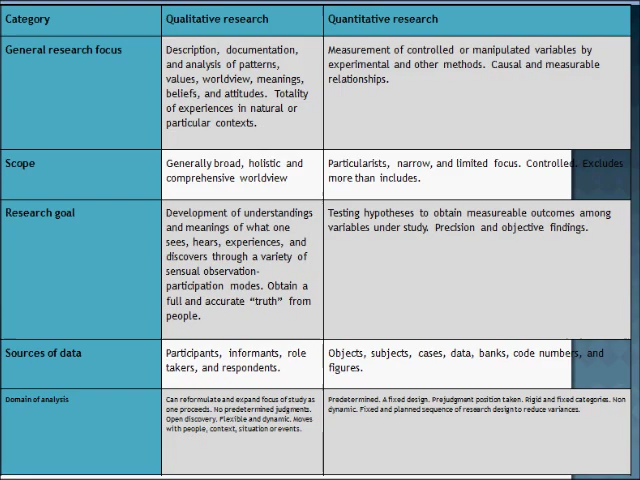 Category
Qualitative research
Quantitative research
General research focus
Description, documentation,
and analysis of patterns,
values, worldview, meanings,
beliefs, and attitudes. Totality
of experiences in natural or
particular contexts.
Measurement of controlled or manipulated variables by
experimental and other methods. Causal and measurable
relationships.
Scope
Generally broad, holistic and
comprehensive worldview
Particularists, narrow, and limited focus. Controlled. Excludes
more than includes.
Research goal
Development of understandings
and meanings of what one
sees, hears, experiences, and
discovers through a variety of
sensual observation-
participation modes. Obtain a
full and accurate “truth” from
people.
Testing hypotheses to obtain measureable outcomes among
variables under study. Precision and objective findings.
Sources of data
Participants, informants, role
takers, and respondents.
Objects, subjects, cases, data, banks, code numbers, and
figures.
Domain of analysis
Can reformulate and expand focus of study as
one proceeds. No predetermined judgments.
Open discovery. Flexible and dynamic. Moves
with people, context, situation or events.
Predetermined. A fixed design. Prejudgment position taken. Rigid and fixed categories. Non
dynamic. Fixed and planned sequence of research design to reduce variances.